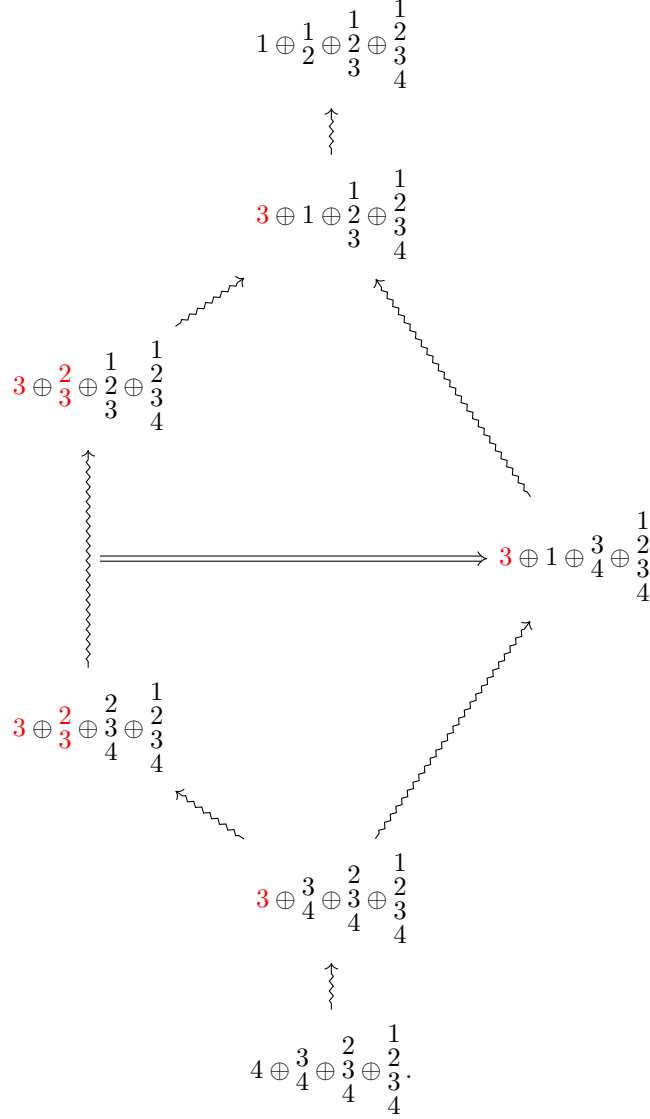 1 ⊕ 1 2 ⊕ 1 2 3 ⊕ 1 2 3 4
3 ⊕ 1 ⊕ 1 2 3 ⊕ 1 2 3 4
3 ⊕ 2 3 ⊕ 1 2 3 ⊕ 1 2 3 4
3 ⊕ 1 ⊕ 3 4 ⊕ 1 2 3 4
3 ⊕ 2 3 ⊕ 2 3 4 ⊕ 1 2 3 4
3 ⊕ 3 4 ⊕ 2 3 4 ⊕ 1 2 3 4
4 ⊕ 3 4 ⊕ 2 3 4 ⊕ 1 2 3 4.